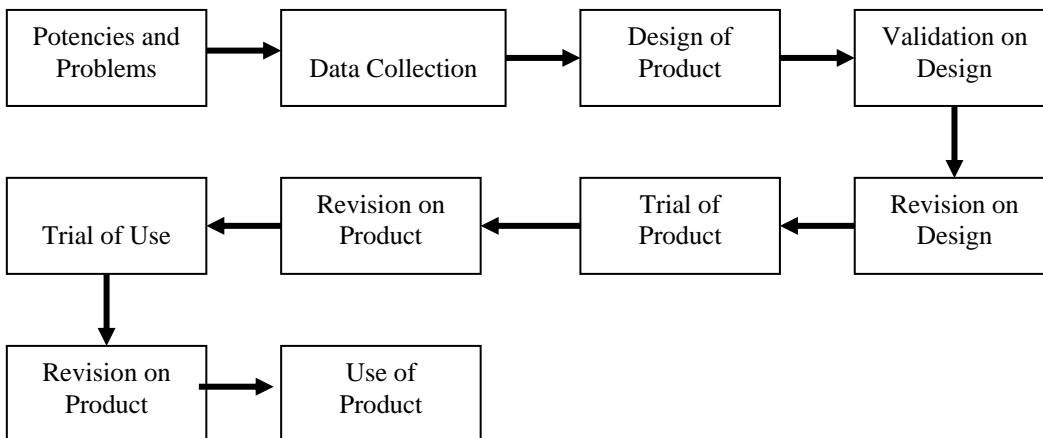 Potencies and
Problems
Data Collection
Design of
Product
Validation on
Design
Trial of Use
Revision on
Product
Trial of
Product
Revision on
Design
Revision on
Product
Use of
Product